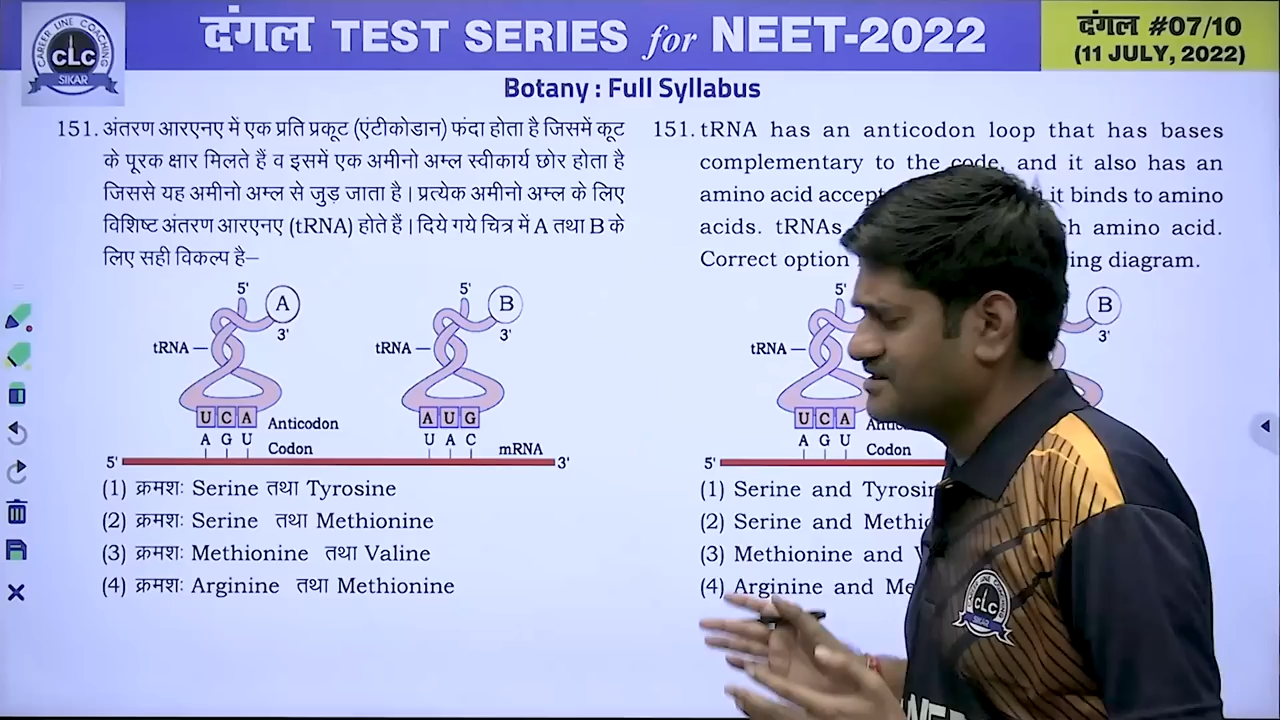 दंगल TEST SERIES for NEET-2022
दंगल #07/10
(11 JULY, 2022)
CAREER LINE COACHING
CLC
SIKAR
Botany : Full Syllabus
151. अंतरण आरएनए में एक प्रति प्रकूट (एंटीकोडान) फंदा होता है जिसमें कूट
के पूरक क्षार मिलते हैं व इसमें एक अमीनो अम्ल स्वीकार्य छोर होता है
जिससे यह अमीनो अम्ल से जुड़ जाता है। प्रत्येक अमीनो अम्ल के लिए
विशिष्ट अंतरण आरएनए (tRNA) होते हैं। दिये गये चित्र में A तथा B के
लिए सही विकल्प है–
5' A 5' B
3' 3'
tRNA tRNA
U C A Anticodon A U G
A G U Codon U A C mRNA
5' 3'
(1) क्रमशः Serine तथा Tyrosine
(2) क्रमशः Serine तथा Methionine
(3) क्रमशः Methionine तथा Valine
(4) क्रमशः Arginine तथा Methionine
151. tRNA has an anticodon loop that has bases
complementary to the code, and it also has an
amino acid it binds to amino
acids. tRNAs amino acid.
Correct option diagram.
5' B
3'
tRNA
U C A
A G U Codon
5'
(1) Serine and
(2) Serine and
(3) Methionine and
(4) Arginine and
CLC
SIKAR